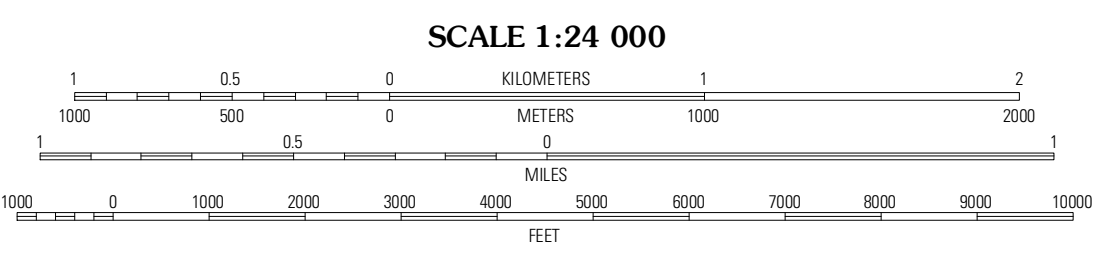 SCALE 1:24 000
1 0.5 0 KILOMETERS 1 2
1000 500 0 METERS 1000 2000
1 0.5 0 1
MILES
1000 0 1000 2000 3000 4000 5000 6000 7000 8000 9000 10000
FEET